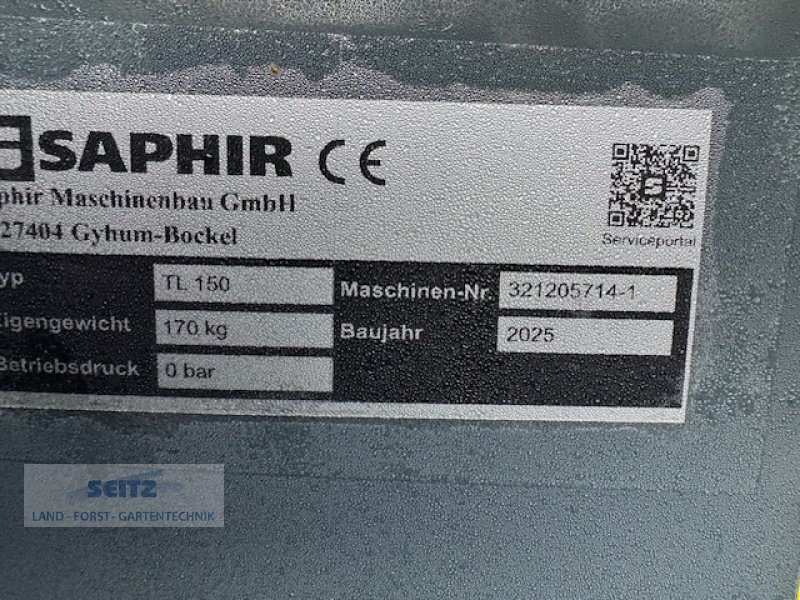 SAPHIR CE
phir Maschinenbau GmbH
27404 Gyhum-Bockel
Serviceportal
yp TL 150 Maschinen-Nr. 321205714-1
Eigengewicht 170 kg Baujahr 2025
Betriebsdruck 0 bar
SEITZ
LAND - FORST - GARTENTECHNIK